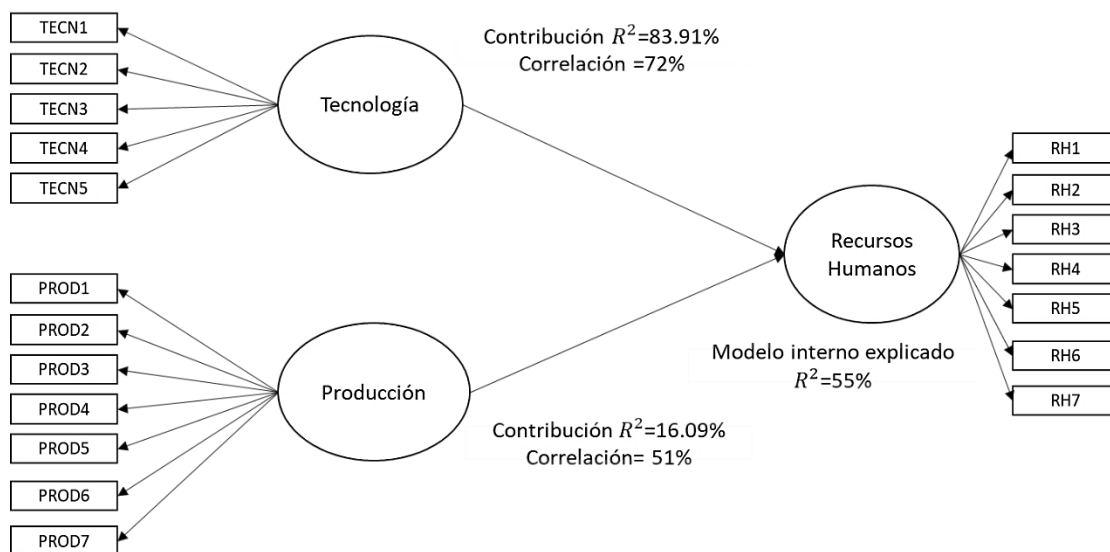 TECN1
TECN2
TECN3
TECN4
TECN5
Tecnología
Contribución R²=83.91%
Correlación =72%
PROD1
PROD2
PROD3
PROD4
PROD5
PROD6
PROD7
Producción
Contribución R²=16.09%
Correlación= 51%
Recursos
Humanos
Modelo interno explicado
R²=55%
RH1
RH2
RH3
RH4
RH5
RH6
RH7